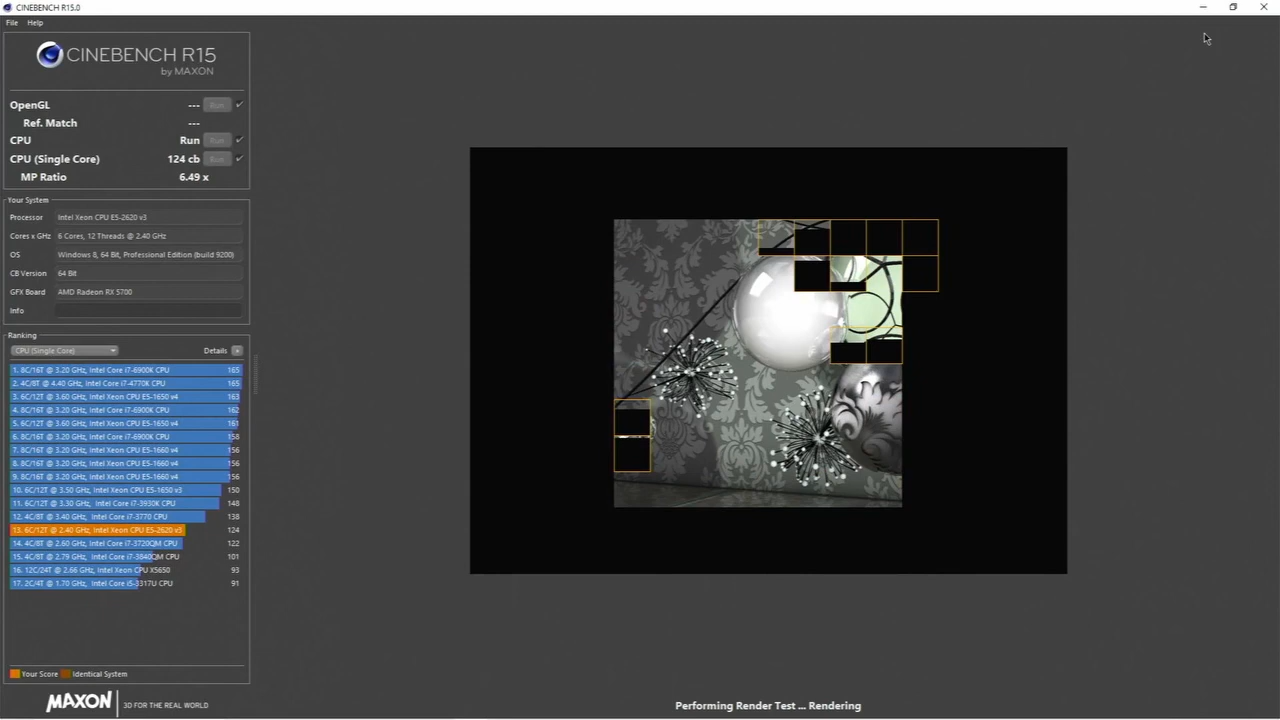 CINEBENCH R15.0
File Help
CINEBENCH R15
by MAXON
OpenGL --- Run
Ref. Match ---
CPU Run Run
CPU (Single Core) 124 cb Run
MP Ratio 6.49 x
Your System
Processor Intel Xeon CPU E5-2620 v3
Cores x GHz 6 Cores, 12 Threads @ 2.40 GHz
OS Windows 8, 64 Bit, Professional Edition (build 9200)
CB Version 64 Bit
GFX Board AMD Radeon RX 5700
Info
Ranking
CPU (Single Core) Details
1. 8C/16T @ 3.20 GHz, Intel Core i7-6900K CPU 165
2. 4C/8T @ 4.40 GHz, Intel Core i7-4770K CPU 165
3. 6C/12T @ 3.60 GHz, Intel Xeon CPU E5-1650 v4 163
4. 8C/16T @ 3.20 GHz, Intel Core i7-6900K CPU 162
5. 6C/12T @ 3.60 GHz, Intel Xeon CPU E5-1650 v4 161
6. 8C/16T @ 3.20 GHz, Intel Core i7-6900K CPU 158
7. 8C/16T @ 3.20 GHz, Intel Xeon CPU E5-1660 v4 156
8. 8C/16T @ 3.20 GHz, Intel Xeon CPU E5-1660 v4 156
9. 8C/16T @ 3.20 GHz, Intel Xeon CPU E5-1660 v4 156
10. 6C/12T @ 3.50 GHz, Intel Xeon CPU E5-1650 v3 150
11. 6C/12T @ 3.30 GHz, Intel Core i7-3930K CPU 148
12. 4C/8T @ 3.40 GHz, Intel Core i7-3770 CPU 138
13. 6C/12T @ 2.40 GHz, Intel Xeon CPU E5-2620 v3 124
14. 4C/8T @ 2.60 GHz, Intel Core i7-3720QM CPU 122
15. 4C/8T @ 2.79 GHz, Intel Core i7-3840QM CPU 101
16. 12C/24T @ 2.66 GHz, Intel Xeon CPU X5650 93
17. 2C/4T @ 1.70 GHz, Intel Core i5-3317U CPU 91
Your Score Identical System
MAXON 3D FOR THE REAL WORLD
Performing Render Test ... Rendering